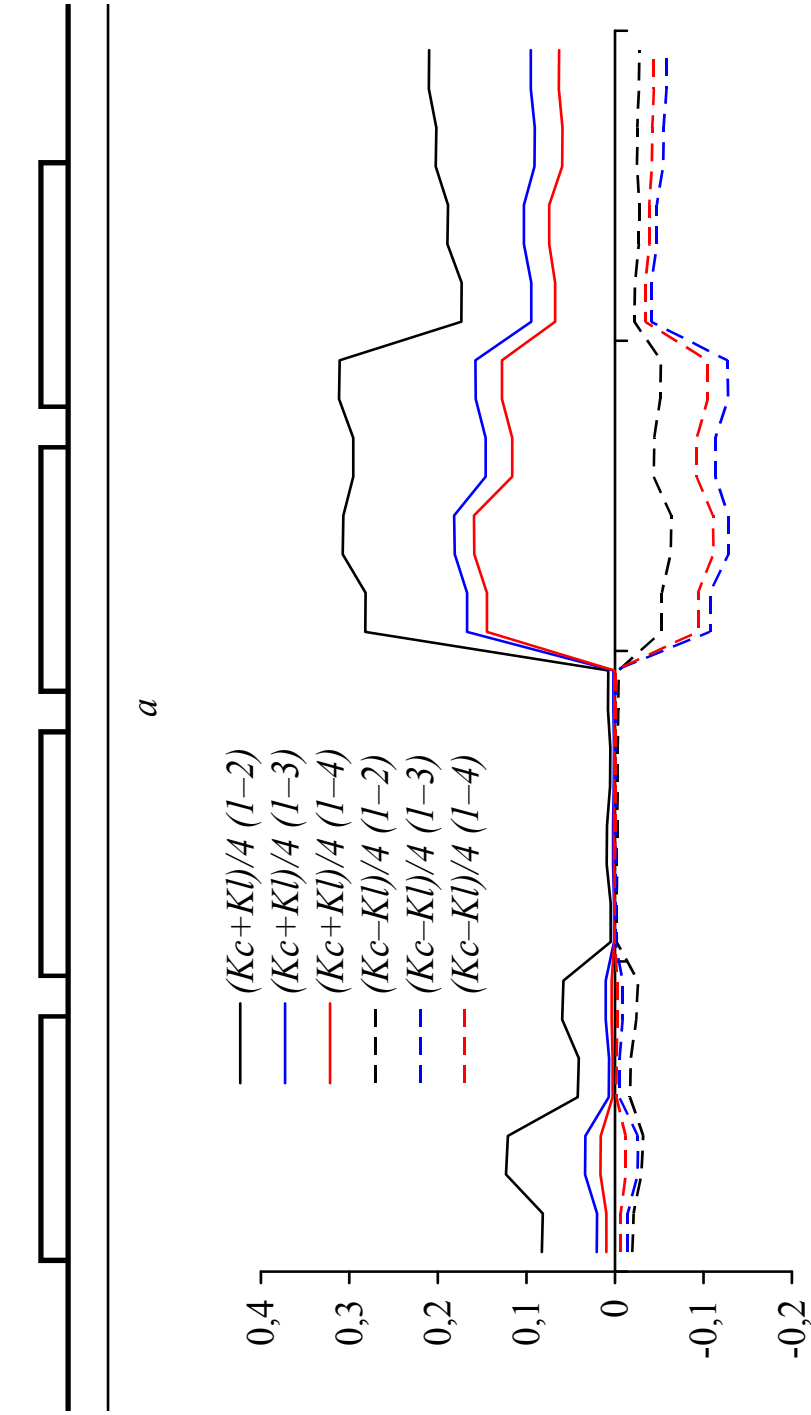 a
(Kc+Kl)/4 (1–2)
(Kc+Kl)/4 (1–3)
(Kc+Kl)/4 (1–4)
(Kc–Kl)/4 (1–2)
(Kc–Kl)/4 (1–3)
(Kc–Kl)/4 (1–4)
0,4
0,3
0,2
0,1
0
-0,1
-0,2